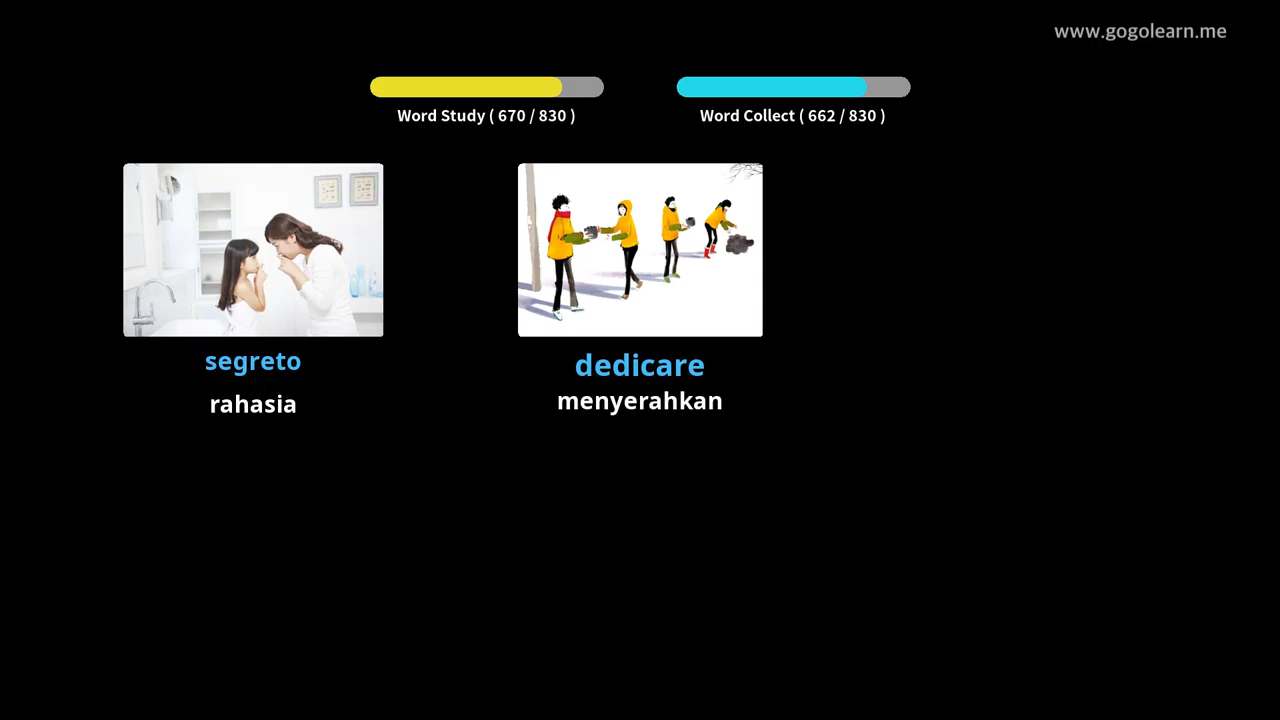 www.gogolearn.me
Word Study ( 670 / 830 )
Word Collect ( 662 / 830 )
segreto
rahasia
dedicare
menyerahkan